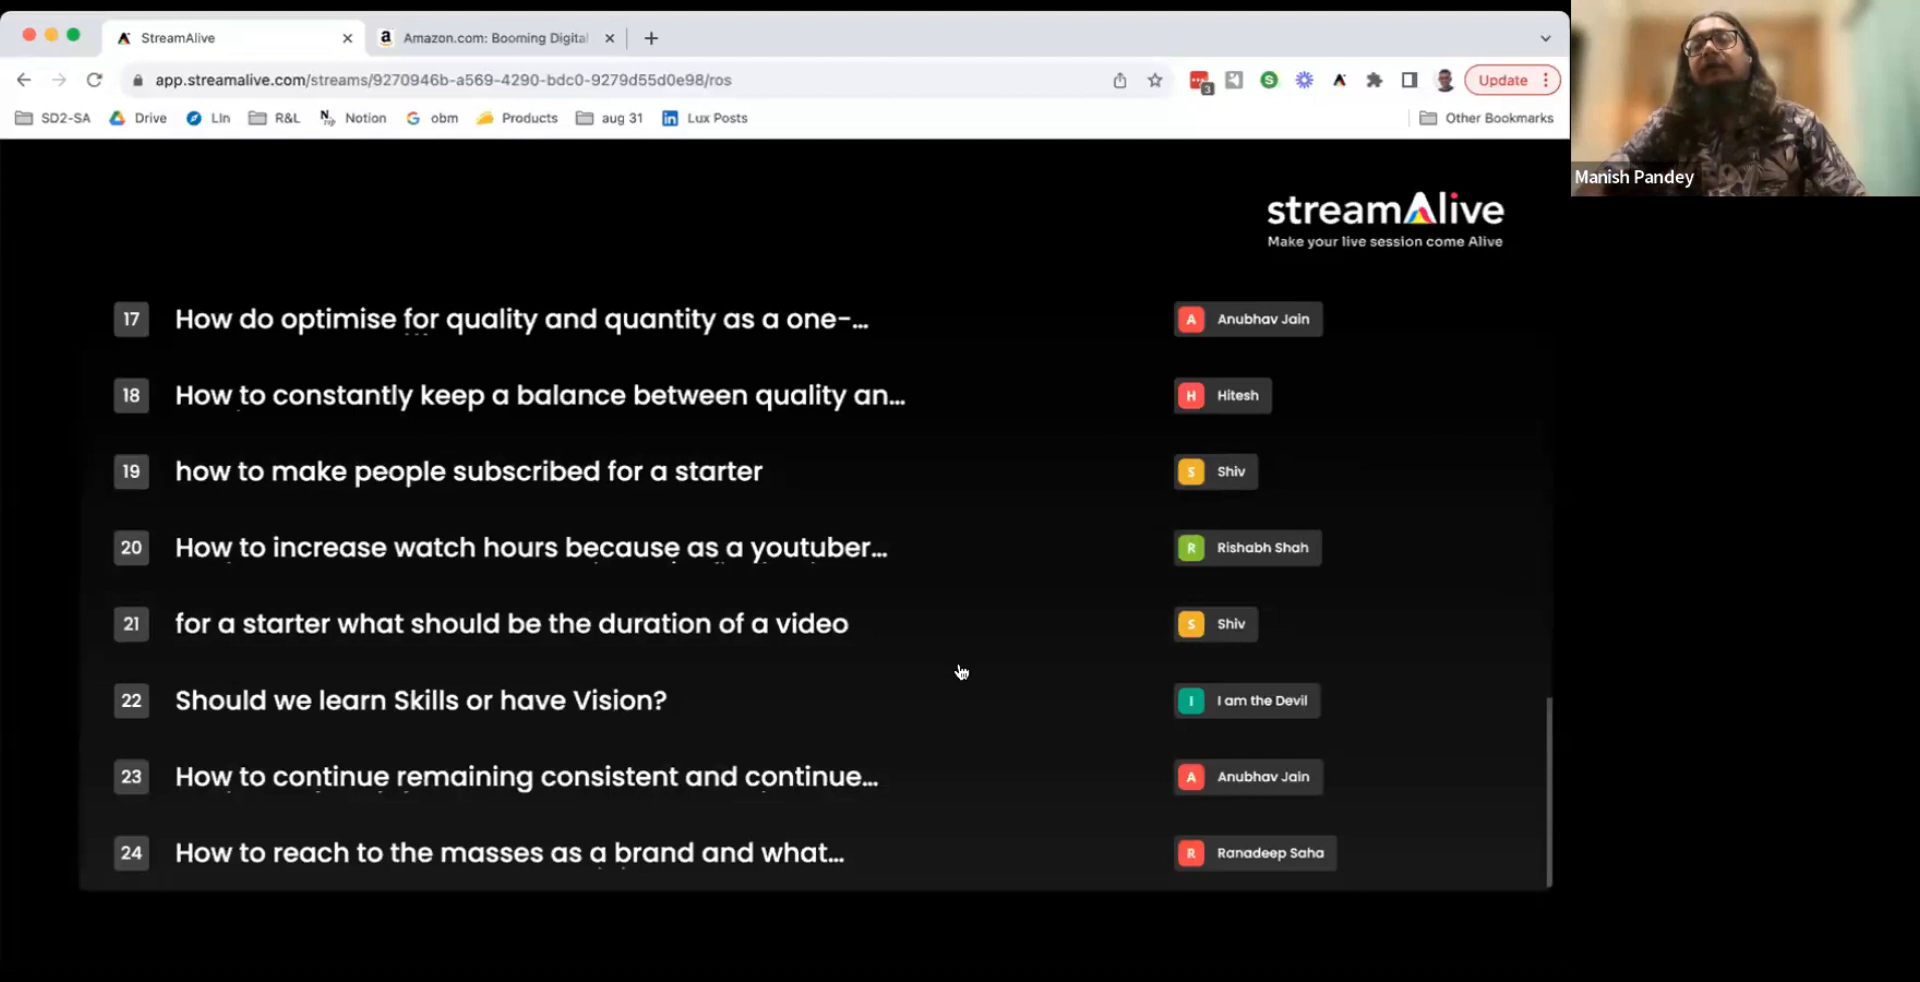 StreamAlive
Amazon.com: Booming Digital
app.streamalive.com/streams/9270946b-a569-4290-bdc0-9279d55d0e98/ros
3
Update
SD2-SA
Drive
LIn
R&L
Notion
obm
Products
aug 31
Lux Posts
Other Bookmarks
Manish Pandey
streamAlive
Make your live session come Alive
17 How do optimise for quality and quantity as a one-... A Anubhav Jain
18 How to constantly keep a balance between quality an... H Hitesh
19 how to make people subscribed for a starter S Shiv
20 How to increase watch hours because as a youtuber... R Rishabh Shah
21 for a starter what should be the duration of a video S Shiv
22 Should we learn Skills or have Vision? I I am the Devil
23 How to continue remaining consistent and continue... A Anubhav Jain
24 How to reach to the masses as a brand and what... R Ranadeep Saha